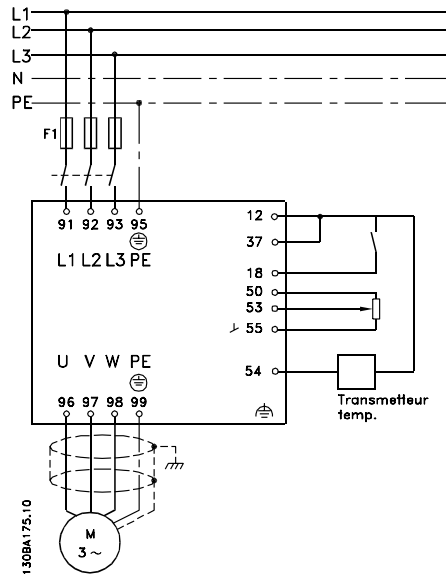 L1
L2
L3
N
PE
F1
91 92 93 95
L1 L2 L3 PE
12
37
18
50
53
55
54
Transmetteur
temp.
U V W PE
96 97 98 99
M
3 ~
130BA175.10